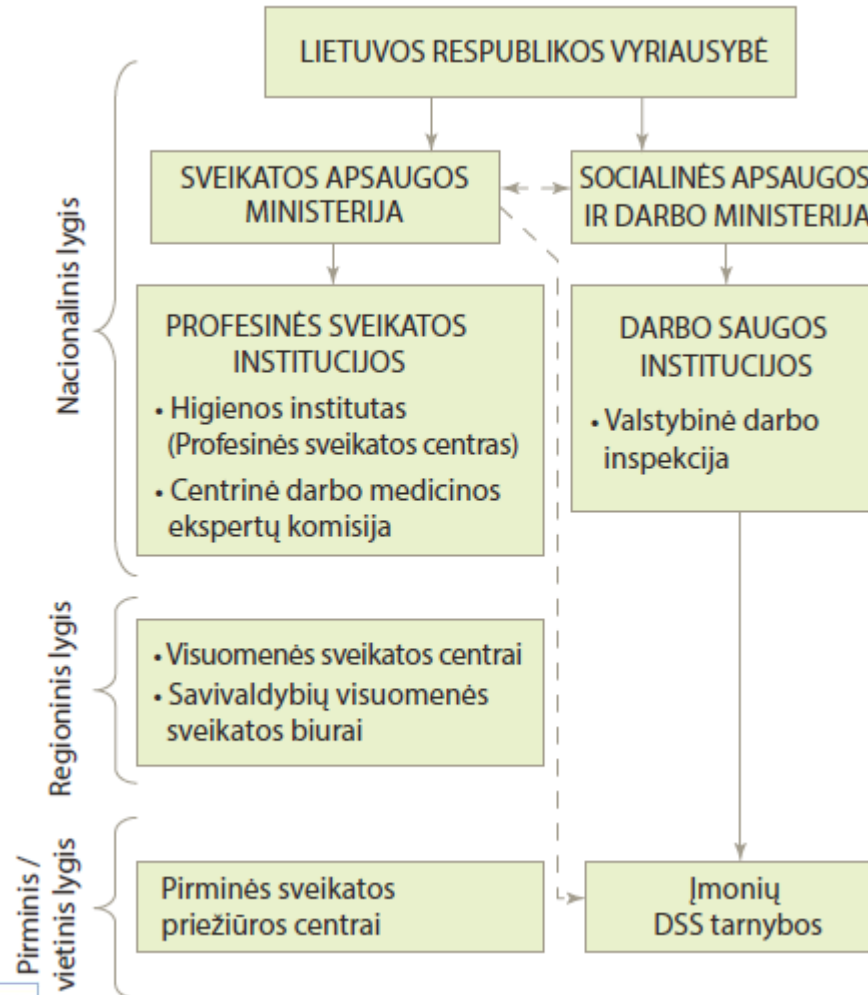 LIETUVOS RESPUBLIKOS VYRIAUSYBĖ
Nacionalinis lygis
SVEIKATOS APSAUGOS
MINISTERIJA
SOCIALINĖS APSAUGOS
IR DARBO MINISTERIJA
PROFESINĖS SVEIKATOS
INSTITUCIJOS
• Higienos institutas
(Profesinės sveikatos centras)
• Centrinė darbo medicinos
ekspertų komisija
DARBO SAUGOS
INSTITUCIJOS
• Valstybinė darbo
inspekcija
Regioninis lygis
• Visuomenės sveikatos centrai
• Savivaldybių visuomenės
sveikatos biurai
Pirminis /
vietinis lygis
Pirminės sveikatos
priežiūros centrai
Įmonių
DSS tarnybos